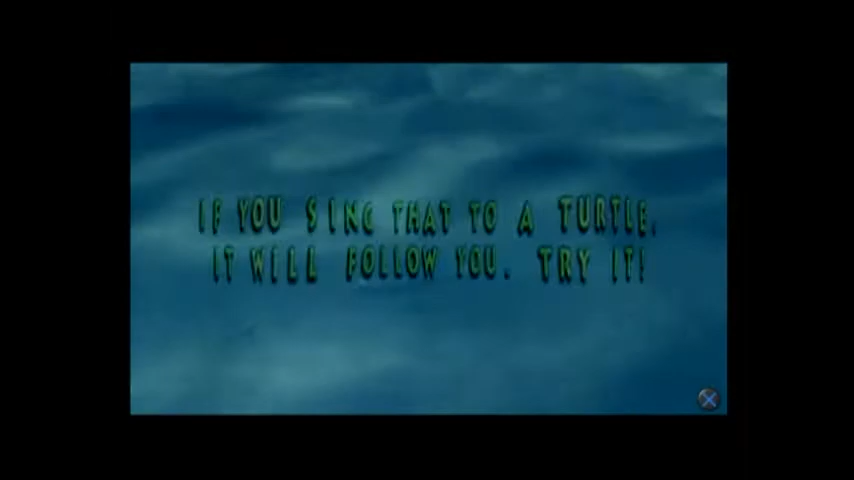 IF YOU SING THAT TO A TURTLE,
IT WILL FOLLOW YOU. TRY IT!